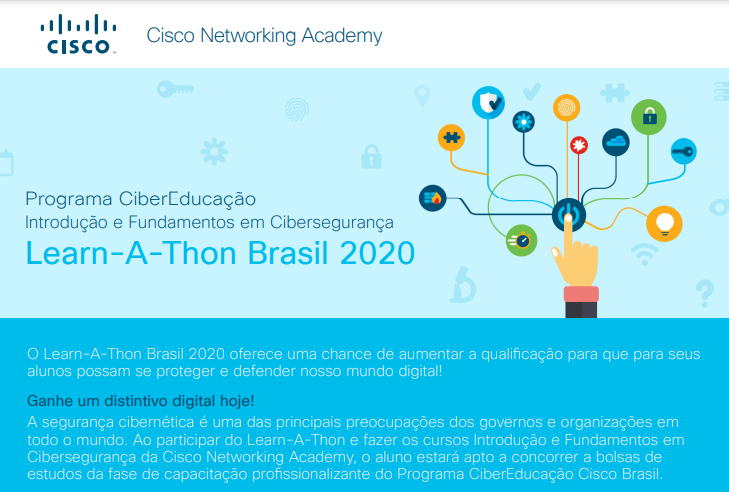 CISCO
Cisco Networking Academy
Programa CiberEducação
Introdução e Fundamentos em Cibersegurança
Learn-A-Thon Brasil 2020
O Learn-A-Thon Brasil 2020 oferece uma chance de aumentar a qualificação para que para seus
alunos possam se proteger e defender nosso mundo digital!
Ganhe um distintivo digital hoje!
A segurança cibernética é uma das principais preocupações dos governos e organizações em
todo o mundo. Ao participar do Learn-A-Thon e fazer os cursos Introdução e Fundamentos em
Cibersegurança da Cisco Networking Academy, o aluno estará apto a concorrer a bolsas de
estudos da fase de capacitação profissionalizante do Programa CiberEducação Cisco Brasil.